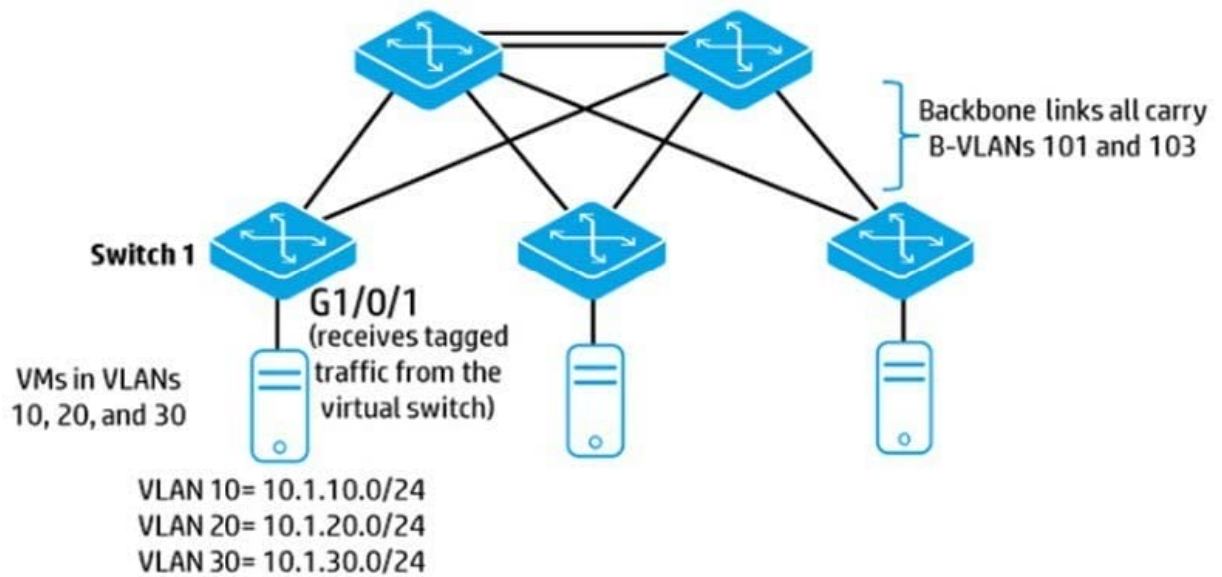 Backbone links all carry
B-VLANs 101 and 103
Switch 1
G1/0/1
(receives tagged
traffic from the
virtual switch)
VMs in VLANs
10, 20, and 30
VLAN 10= 10.1.10.0/24
VLAN 20= 10.1.20.0/24
VLAN 30= 10.1.30.0/24